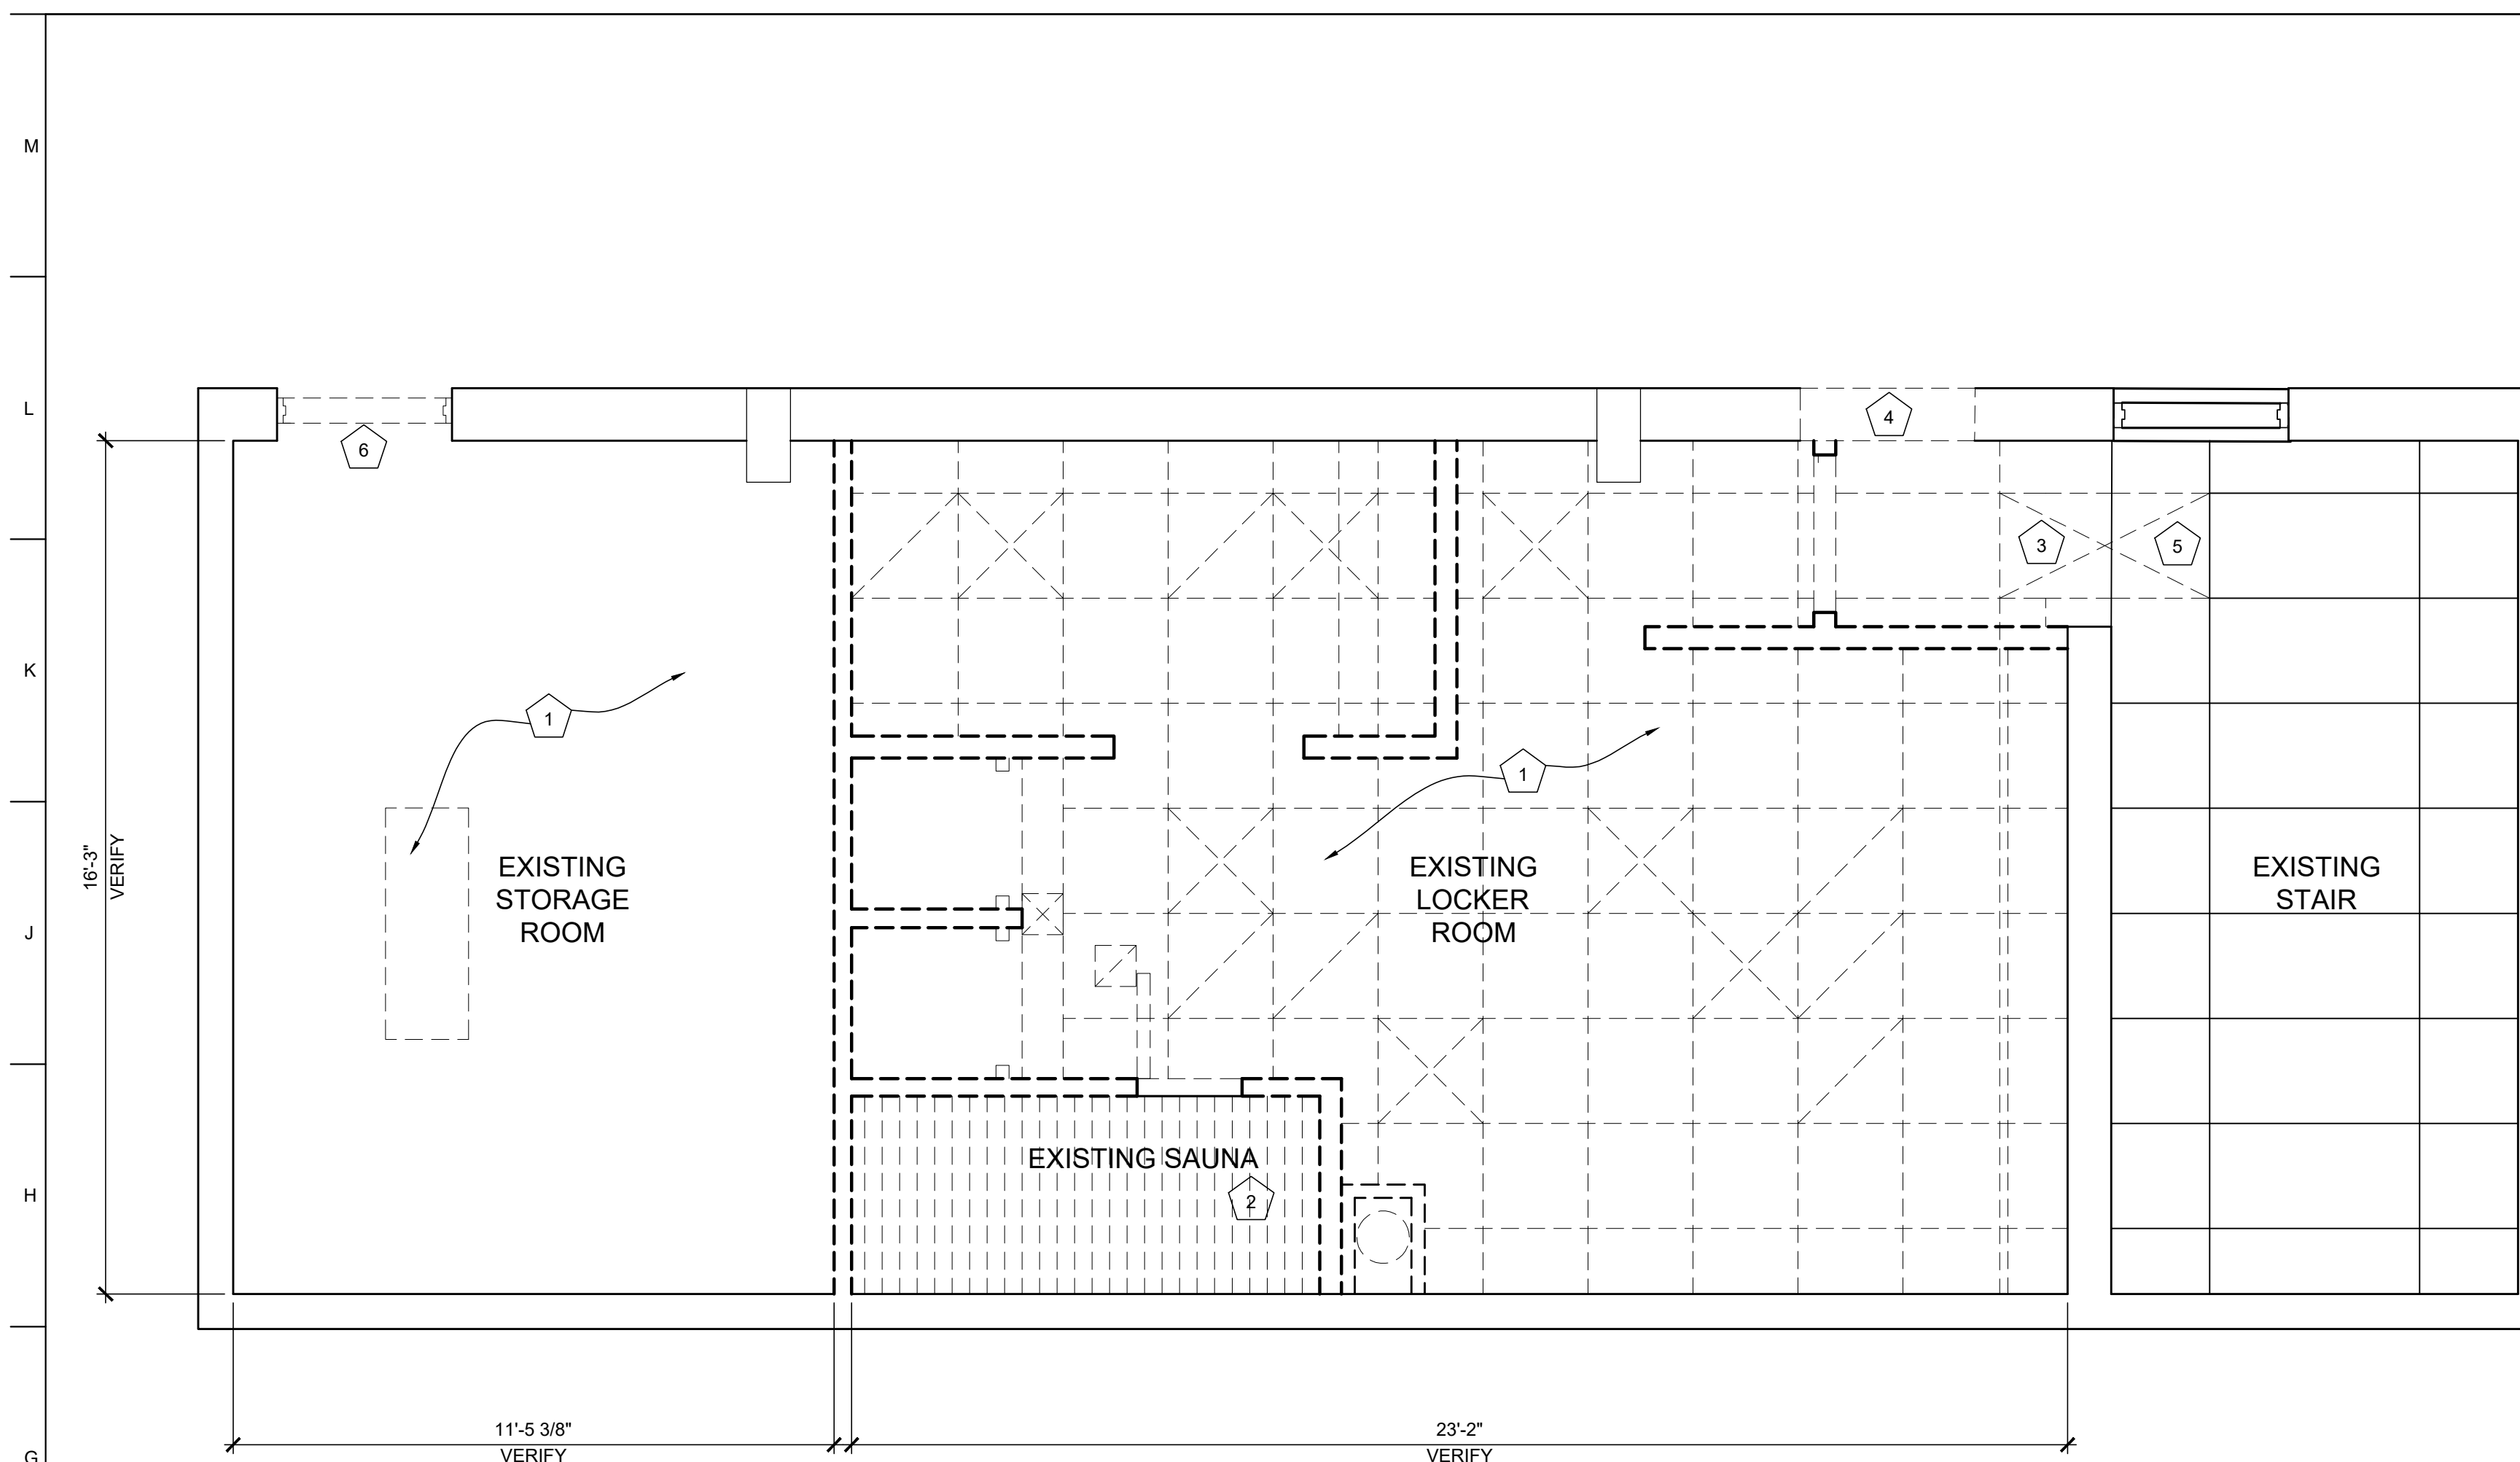 M
L
K
J
H
G
4
6
3
5
1
1
16'-3"
VERIFY
EXISTING
STORAGE
ROOM
EXISTING
LOCKER
ROOM
EXISTING
STAIR
EXISTING SAUNA
2
11'-5 3/8"
VERIFY
23'-2"
VERIFY